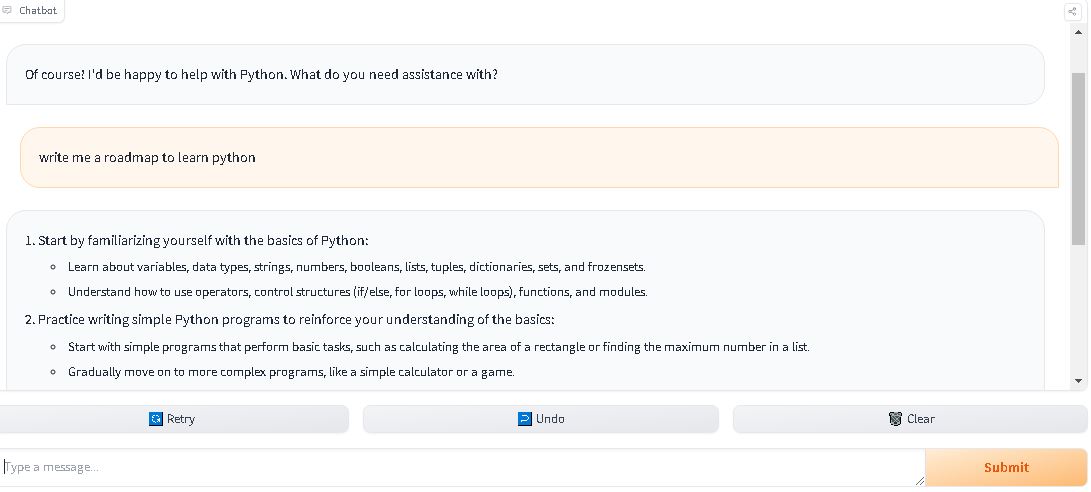 Chatbot
Of course! I'd be happy to help with Python. What do you need assistance with?
write me a roadmap to learn python
1. Start by familiarizing yourself with the basics of Python:
Learn about variables, data types, strings, numbers, booleans, lists, tuples, dictionaries, sets, and frozensets.
Understand how to use operators, control structures (if/else, for loops, while loops), functions, and modules.
2. Practice writing simple Python programs to reinforce your understanding of the basics:
Start with simple programs that perform basic tasks, such as calculating the area of a rectangle or finding the maximum number in a list.
Gradually move on to more complex programs, like a simple calculator or a game.
Retry
Undo
Clear
Type a message...
Submit